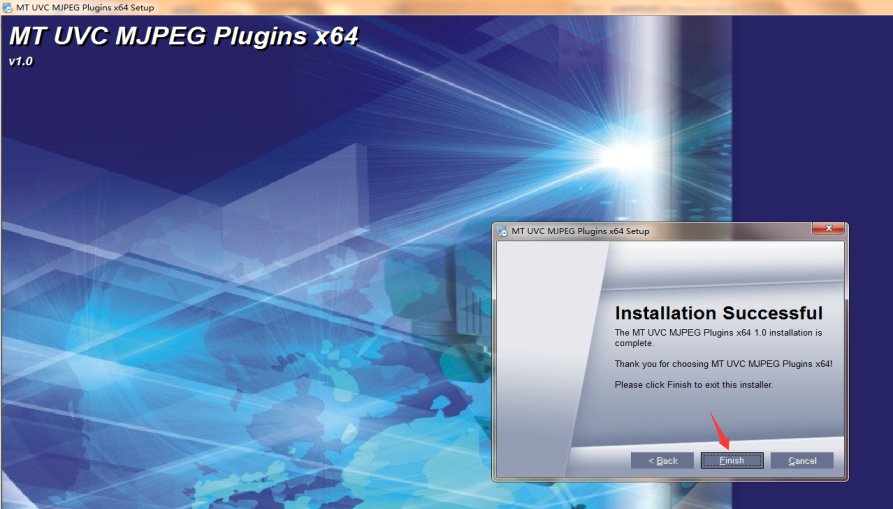 MT UVC MJPEG Plugins x64 Setup
MT UVC MJPEG Plugins x64
v1.0
MT UVC MJPEG Plugins x64 Setup
Installation Successful
The MT UVC MJPEG Plugins x64 1.0 installation is
complete.
Thank you for choosing MT UVC MJPEG Plugins x64!
Please click Finish to exit this installer.
< Back
Finish
Cancel